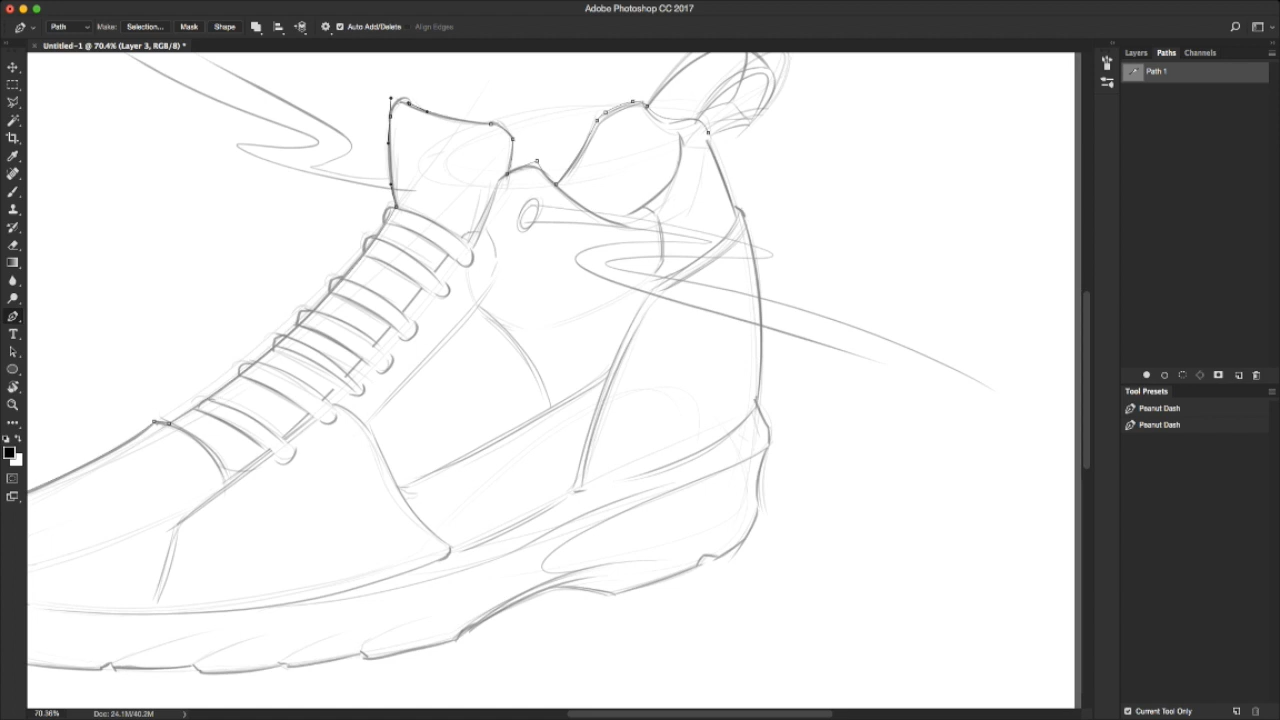 Adobe Photoshop CC 2017
Path Make: Selection... Mask Shape Auto Add/Delete Align Edges
× Untitled-1 @ 70.4% (Layer 3, RGB/8) *
Layers Paths Channels
Path 1
Tool Presets
Peanut Dash
Peanut Dash
Current Tool Only
70.36% Doc: 24.1M/40.2M